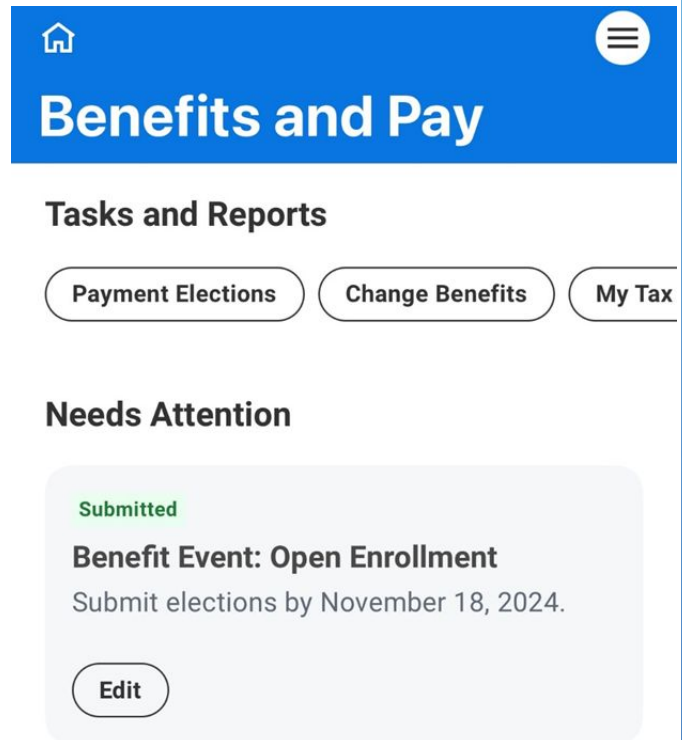 Benefits and Pay
Tasks and Reports
Payment Elections Change Benefits My Tax
Needs Attention
Submitted
Benefit Event: Open Enrollment
Submit elections by November 18, 2024.
Edit